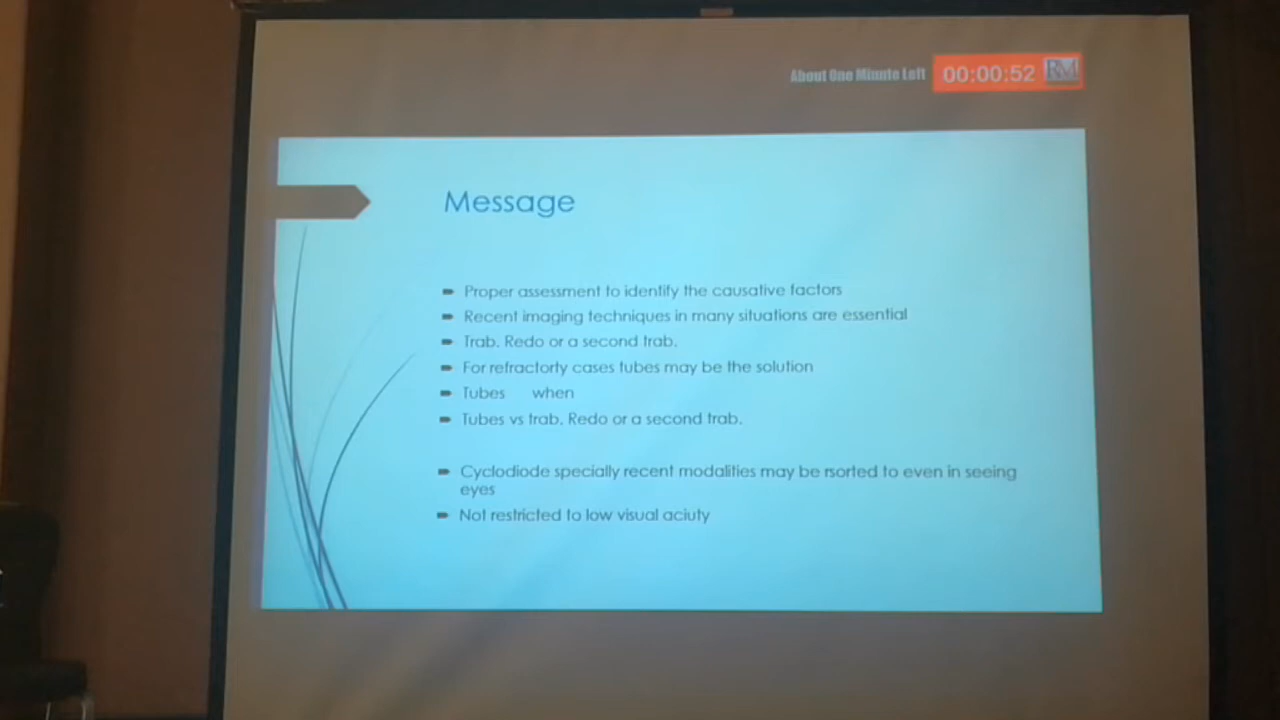 About One Miunte Left
00:00:52
RM
Message
Proper assessment to identify the causative factors
Recent imaging techniques in many situations are essential
Trab. Redo or a second trab.
For refractorty cases tubes may be the solution
Tubes when
Tubes vs trab. Redo or a second trab.
Cyclodiode specially recent modalities may be rsorted to even in seeing
eyes
Not restricted to low visual aciuty